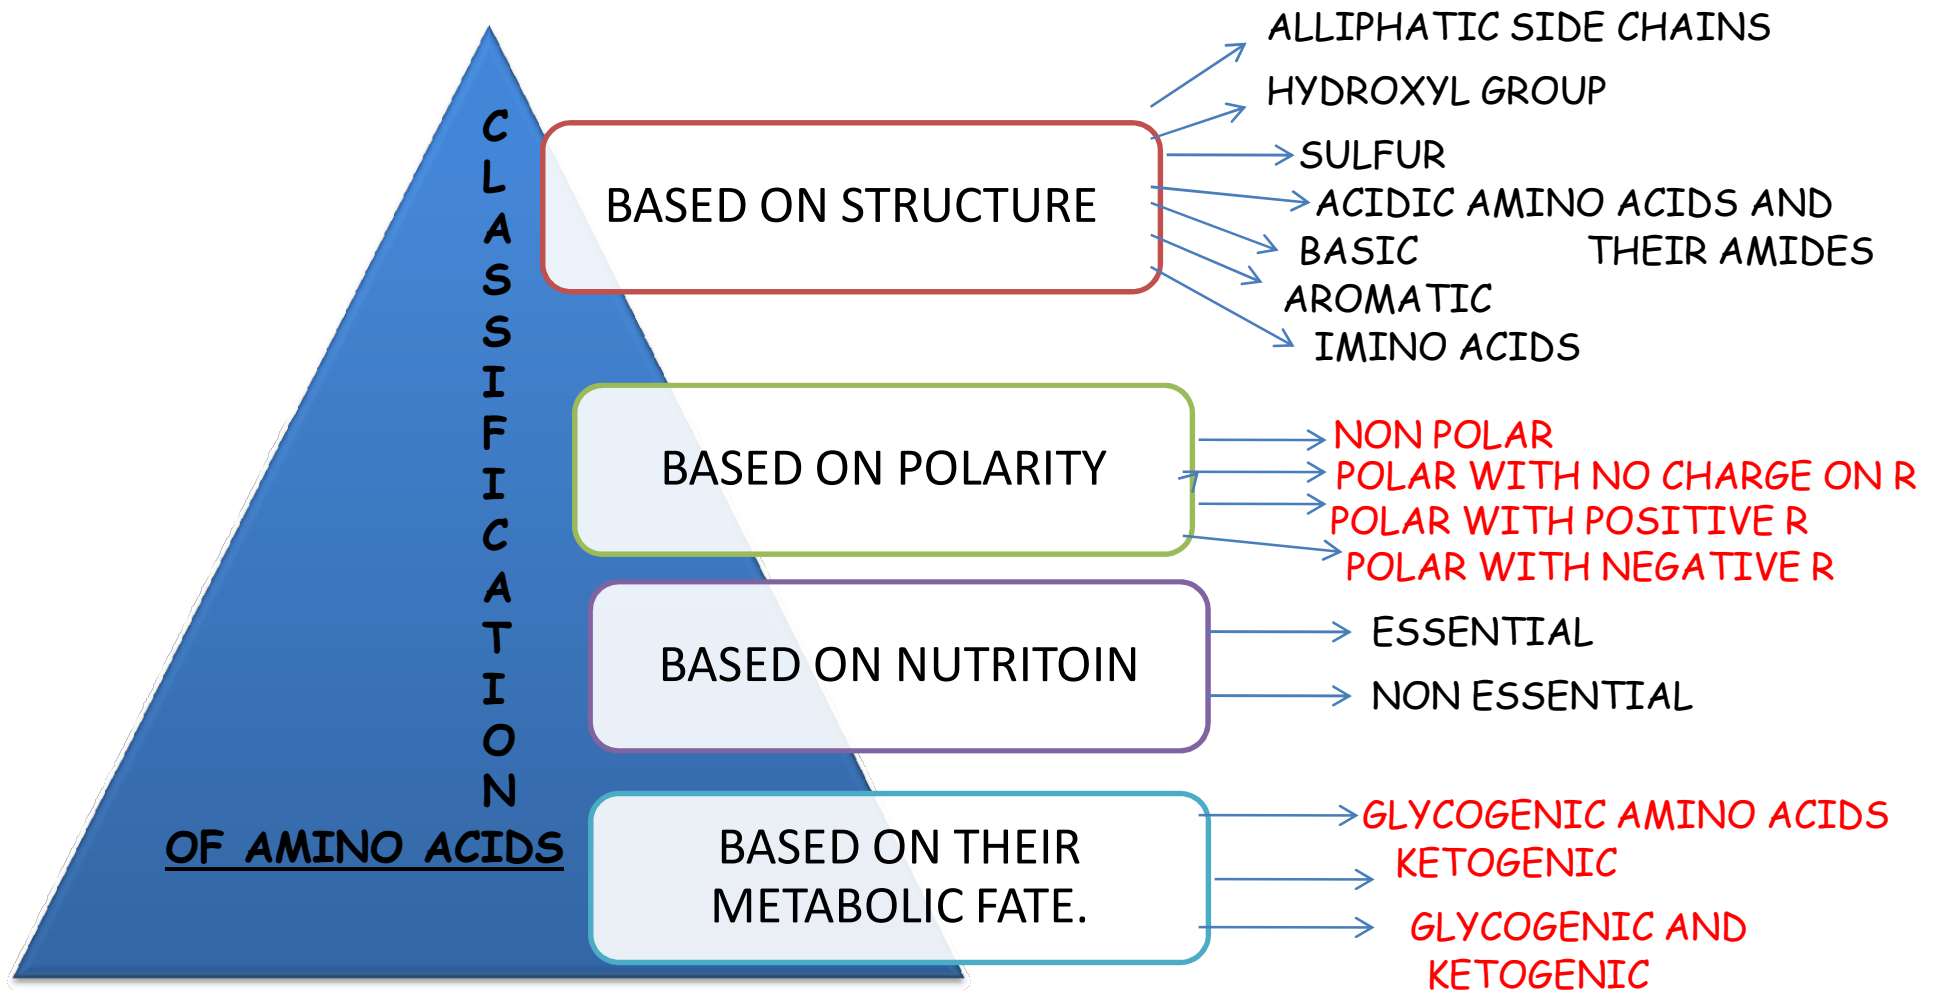 CLASSIFICATION
OF AMINO ACIDS
BASED ON STRUCTURE
ALLIPHATIC SIDE CHAINS
HYDROXYL GROUP
SULFUR
ACIDIC AMINO ACIDS AND
BASIC THEIR AMIDES
AROMATIC
IMINO ACIDS
BASED ON POLARITY
NON POLAR
POLAR WITH NO CHARGE ON R
POLAR WITH POSITIVE R
POLAR WITH NEGATIVE R
BASED ON NUTRITOIN
ESSENTIAL
NON ESSENTIAL
BASED ON THEIR
METABOLIC FATE.
GLYCOGENIC AMINO ACIDS
KETOGENIC
GLYCOGENIC AND
KETOGENIC